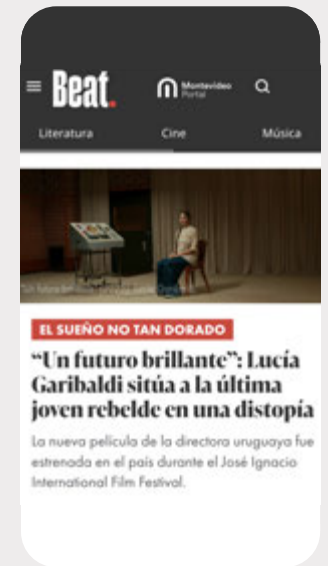 Beat.
Montevideo
Portal
Literatura Cine Música
EL SUEÑO NO TAN DORADO
“Un futuro brillante”: Lucía
Garibaldi sitúa a la última
joven rebelde en una distopía
La nueva película de la directora uruguaya fue
estrenada en el país durante el José Ignacio
International Film Festival.